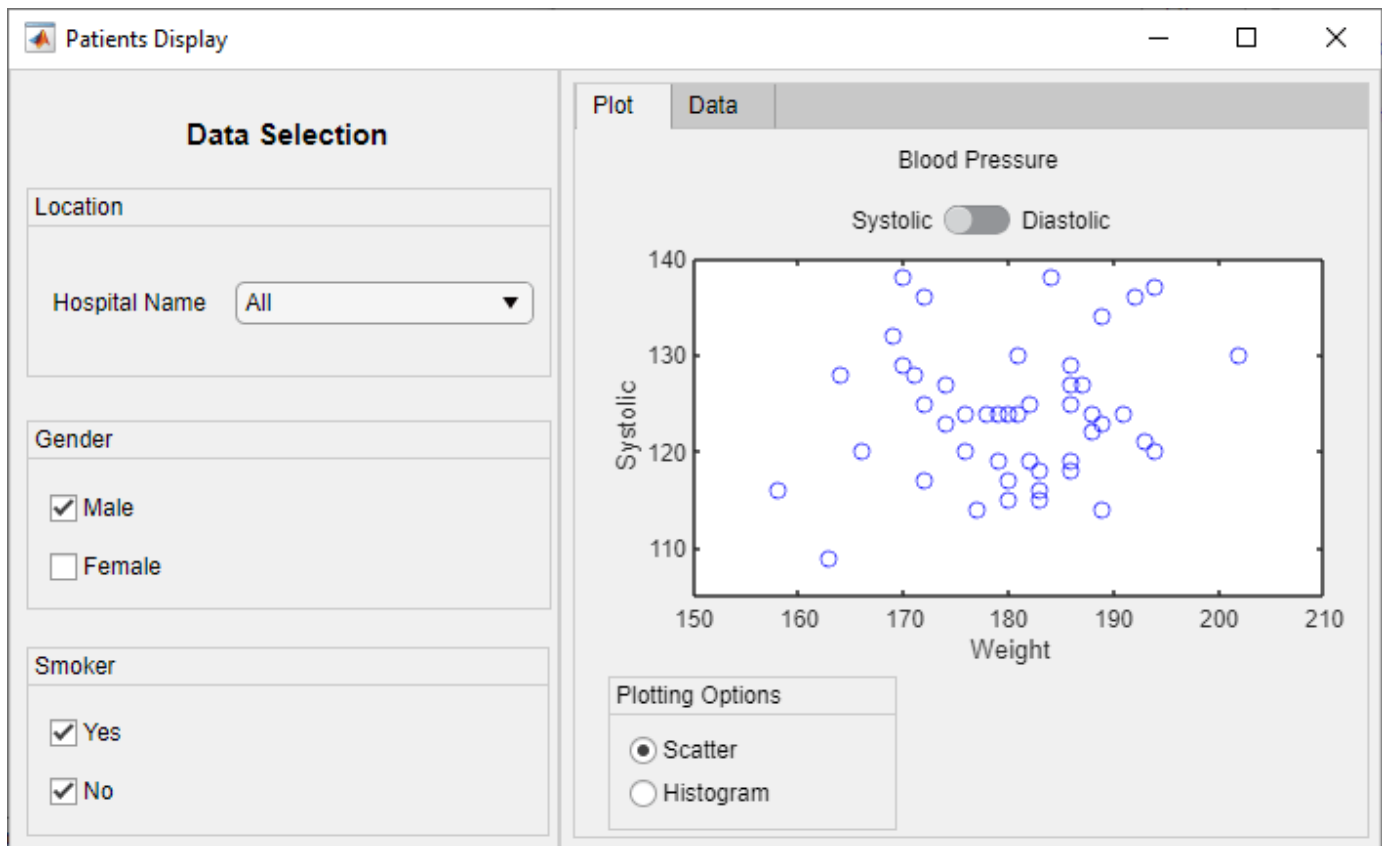 Patients Display
Data Selection
Location
Hospital Name All
Gender
Male
Female
Smoker
Yes
No
Plot Data
Blood Pressure
Systolic Diastolic
140
130
120
110
Systolic
150 160 170 180 190 200 210
Weight
Plotting Options
Scatter
Histogram